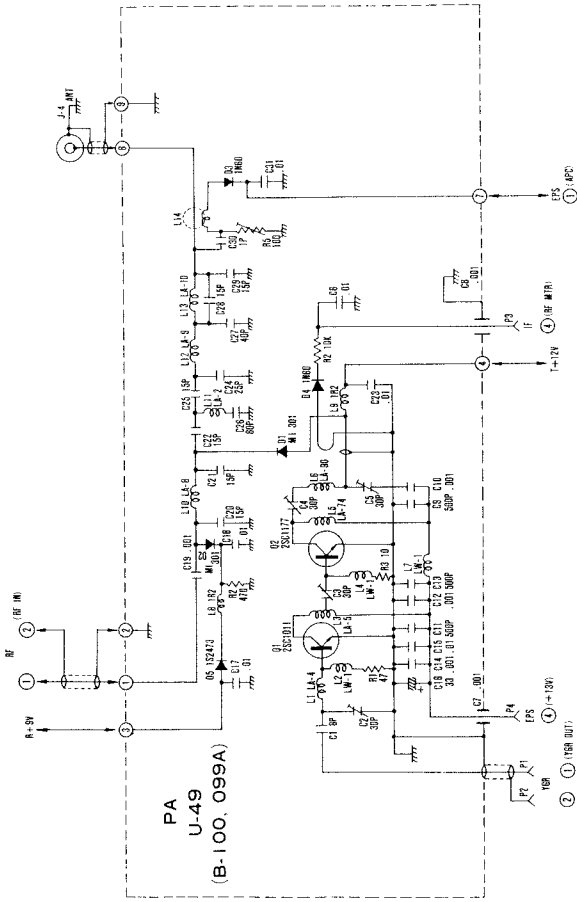 J-4 ANT
9
8
D3
1N60
C31
.01
L14
C30
1P
R5
100
7
EPS
1 (APC)
L13 LA-10
C28
15P
C29
15P
L12 LA-9
C27
40P
C24
25P
C25
15P
L11
LA-2
C26
60P
C22
15P
C21
15P
L10 LA-8
C20
15P
C19 .001
MI
301
C18
.01
R2
470
L8 1R2
D5 1S2473
C17
.01
RF (RF IN)
1
2
1
2
R+9V
3
C6
.01
R2 10K
D4 1N60
L9 1R2
C23
.01
D1
MI 301
C8
.001
P3
IF
4 (RF MTR)
4
T+12V
L6
LA-90
C4
30P
L5
LA-74
C5
30P
C10
.001
C9
500P
Q2
2SC1177
L4
LW-1
R3 10
C3
30P
L7
LW-1
C13
500P
C12
.001
Q1
2SC1011
L3
LA-5
C11
500P
C15
.01
C14
.001
C16
33
L1 LA-4
L2
LW-1
R1
47
C1 8P
C2
30P
C7
.001
P4
EPS
4 (+13V)
P1
P2
YGR
1 (YGR OUT)
2
PA
U-49
(B-100, 099A)